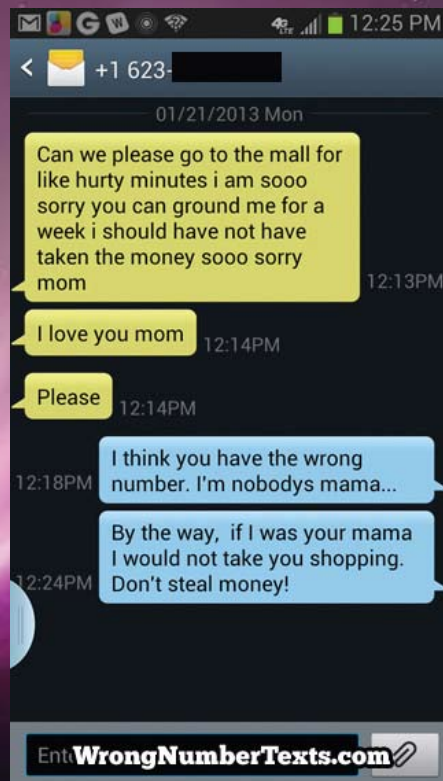 12:25 PM
+1 623-
01/21/2013 Mon
Can we please go to the mall for
like hurty minutes i am sooo
sorry you can ground me for a
week i should have not have
taken the money sooo sorry
mom
12:13PM
I love you mom
12:14PM
Please
12:14PM
I think you have the wrong
number. I'm nobodys mama...
12:18PM
By the way, if I was your mama
I would not take you shopping.
Don't steal money!
12:24PM
WrongNumberTexts.com